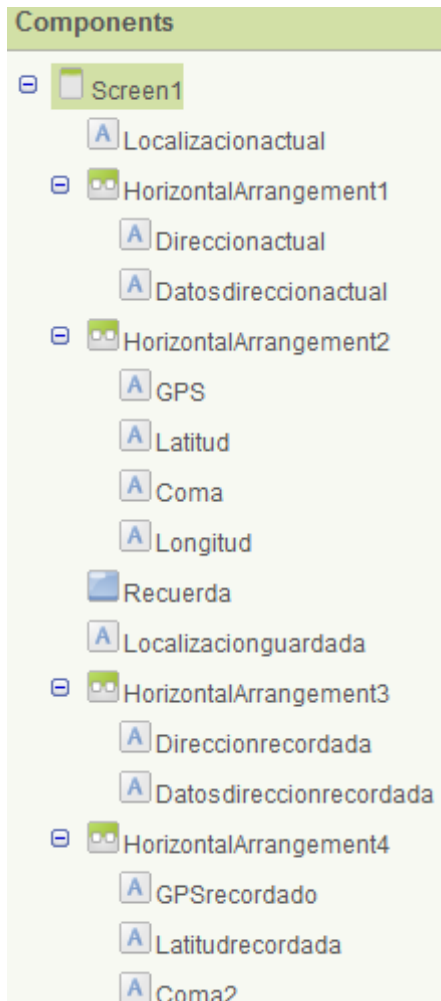 Components
Screen1
A Localizacionactual
HorizontalArrangement1
A Direccionactual
A Datosdireccionactual
HorizontalArrangement2
A GPS
A Latitud
A Coma
A Longitud
Recuerda
A Localizacionguardada
HorizontalArrangement3
A Direccionrecordada
A Datosdireccionrecordada
HorizontalArrangement4
A GPSrecordado
A Latitudrecordada
A Coma2